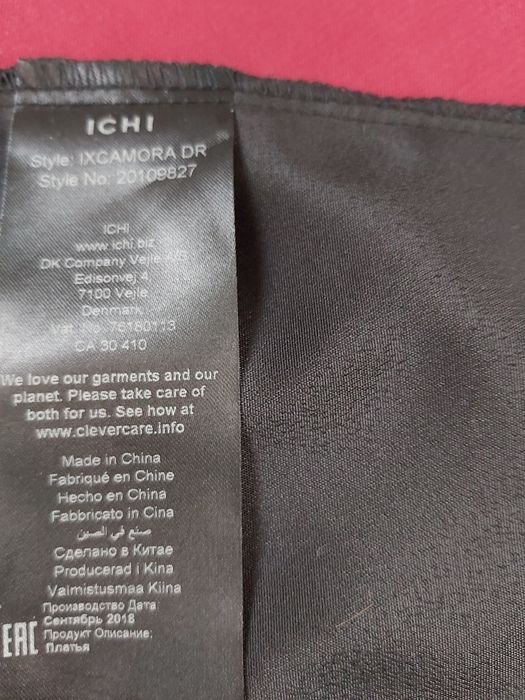 ICHI
Style: IXCAMORA DR
Style No: 20109827
ICHI
www.ichi.biz
DK Company Vejle A/S
Edisonvej 4
7100 Vejle
Denmark
Vat. No. 76180113
CA 30 410
We love our garments and our
planet. Please take care of
both for us. See how at
www.clevercare.info
Made in China
Fabriqué en Chine
Hecho en China
Fabbricato in Cina
صنع في الصين
Сделано в Китае
Producerad i Kina
Valmistusmaa Kiina
Производство Дата:
Сентябрь 2018
EAC Продукт Описание:
Платья